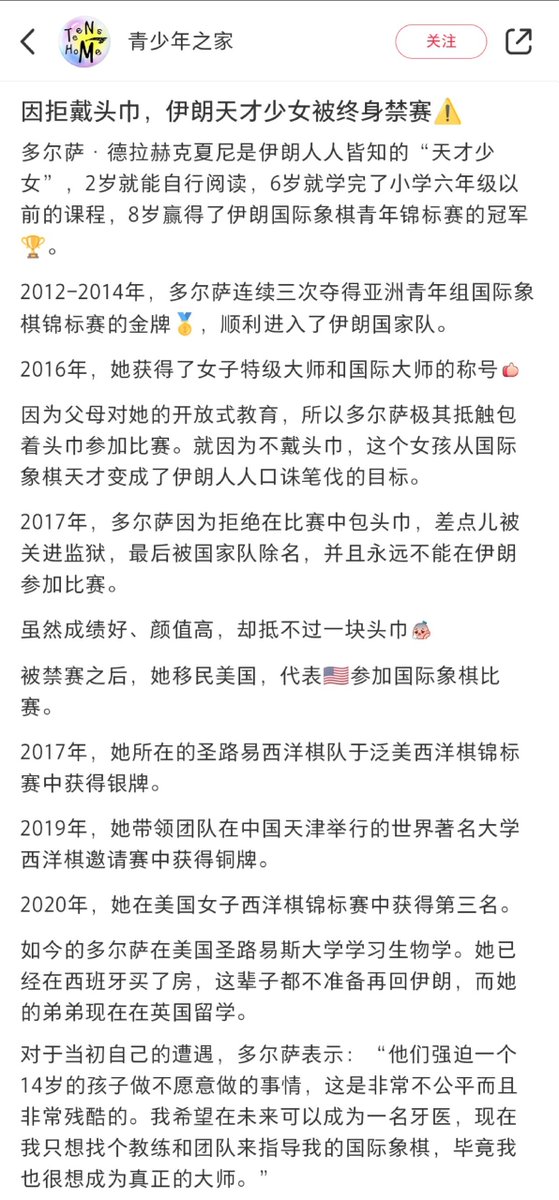 TeeNs HoMe
青少年之家
关注
因拒戴头巾，伊朗天才少女被终身禁赛⚠️
多尔萨·德拉赫克夏尼是伊朗人人皆知的“天才少
女”，2岁就能自行阅读，6岁就学完了小学六年级以
前的课程，8岁赢得了伊朗国际象棋青年锦标赛的冠军
🏆。
2012-2014年，多尔萨连续三次夺得亚洲青年组国际象
棋锦标赛的金牌🥇，顺利进入了伊朗国家队。
2016年，她获得了女子特级大师和国际大师的称号👍
因为父母对她的开放式教育，所以多尔萨极其抵触包
着头巾参加比赛。就因为不戴头巾，这个女孩从国际
象棋天才变成了伊朗人人口诛笔伐的目标。
2017年，多尔萨因为拒绝在比赛中包头巾，差点儿被
关进监狱，最后被国家队除名，并且永远不能在伊朗
参加比赛。
虽然成绩好、颜值高，却抵不过一块头巾
被禁赛之后，她移民美国，代表🇺🇸参加国际象棋比
赛。
2017年，她所在的圣路易西洋棋队于泛美西洋棋锦标
赛中获得银牌。
2019年，她带领团队在中国天津举行的世界著名大学
西洋棋邀请赛中获得铜牌。
2020年，她在美国女子西洋棋锦标赛中获得第三名。
如今的多尔萨在美国圣路易斯大学学习生物学。她已
经在西班牙买了房，这辈子都不准备再回伊朗，而她
的弟弟现在在英国留学。
对于当初自己的遭遇，多尔萨表示：“他们强迫一个
14岁的孩子做不愿意做的事情，这是非常不公平而且
非常残酷的。我希望在未来可以成为一名牙医，现在
我只想找个教练和团队来指导我的国际象棋，毕竟我
也很想成为真正的大师。”